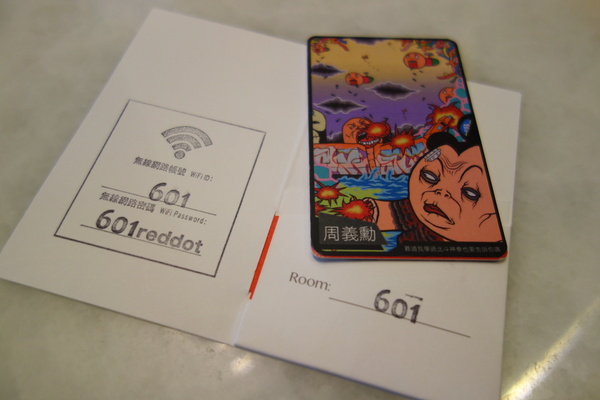 無線網路帳號 WiFi ID:
601
無線網路密碼 WiFi Password:
601reddot
周義勳
Room: 601